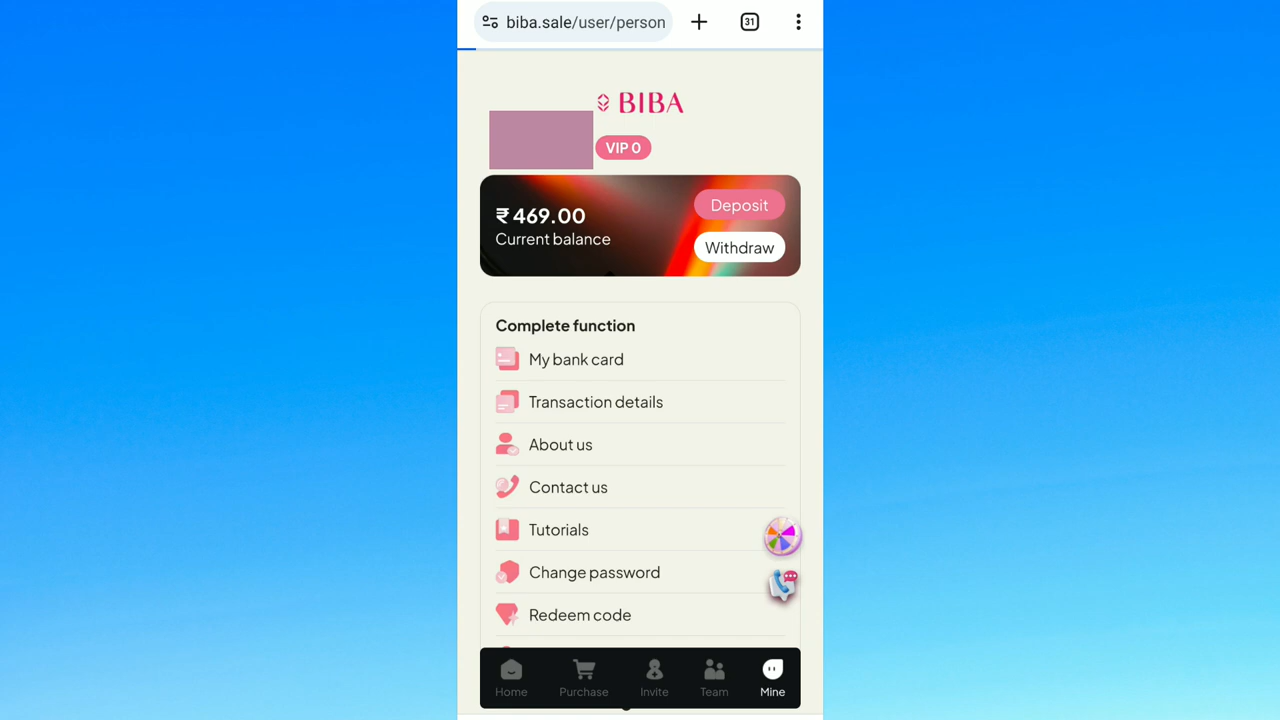 biba.sale/user/person
31
BIBA
VIP 0
₹ 469.00
Current balance
Deposit
Withdraw
Complete function
My bank card
Transaction details
About us
Contact us
Tutorials
Change password
Redeem code
Home Purchase Invite Team Mine